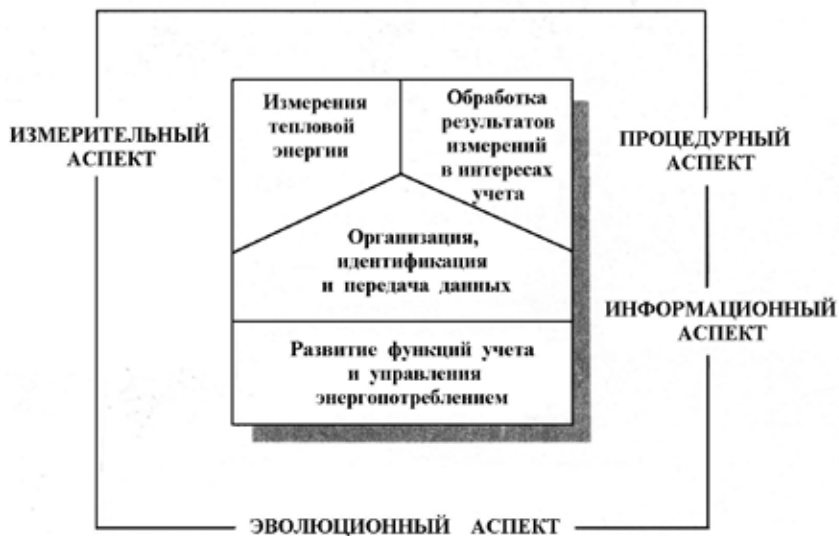 ИЗМЕРИТЕЛЬНЫЙ
АСПЕКТ
Измерения
тепловой
энергии
Обработка
результатов
измерений
в интересах
учета
ПРОЦЕДУРНЫЙ
АСПЕКТ
Организация,
идентификация
и передача данных
ИНФОРМАЦИОННЫЙ
АСПЕКТ
Развитие функций учета
и управления
энергопотреблением
ЭВОЛЮЦИОННЫЙ АСПЕКТ